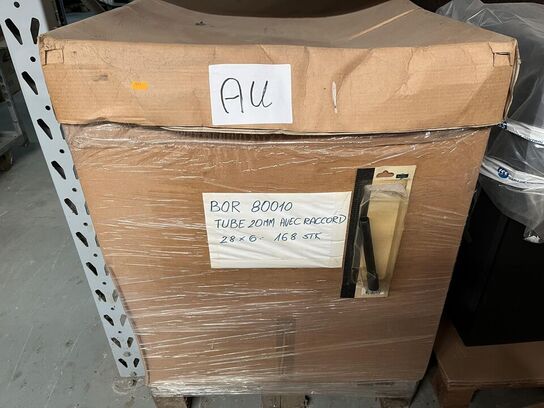 AU
BOR 80010
TUBE 20MM AVEC RACCORD
28 x 6 - 168 STK